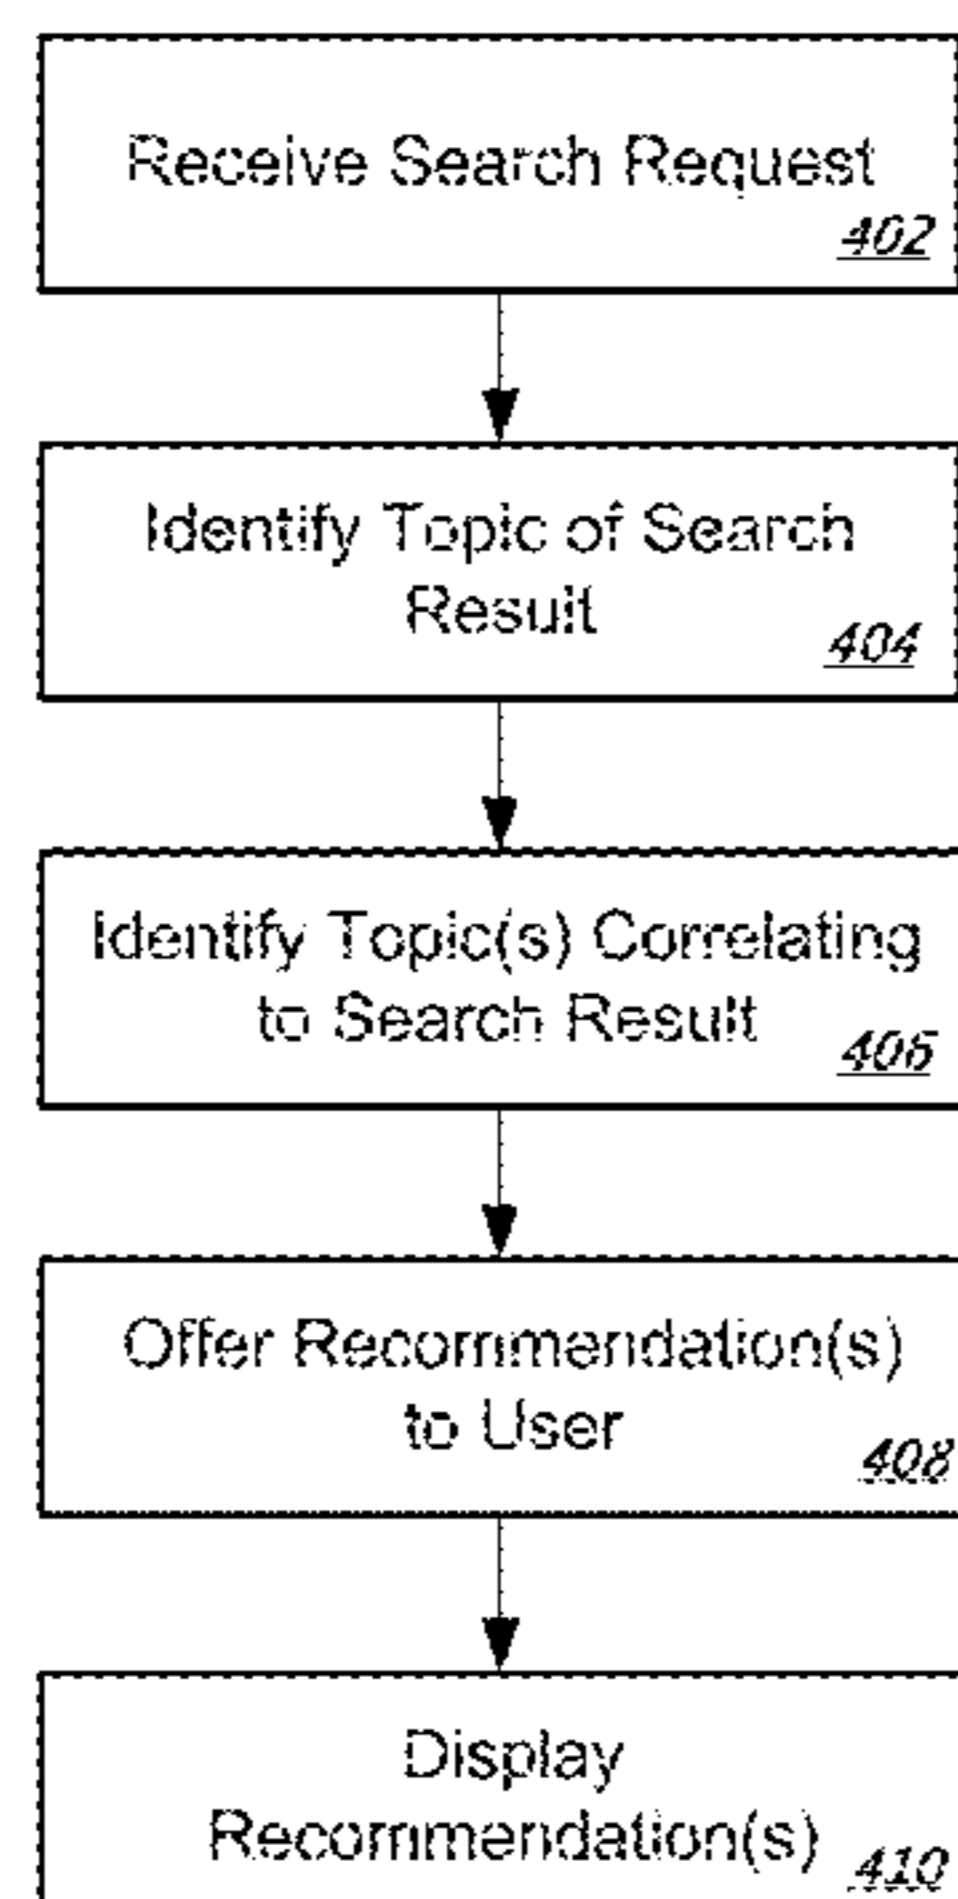 Receive Search Request
402
Identify Topic of Search
Result
404
Identify Topic(s) Correlating
to Search Result
406
Offer Recommendation(s)
to User
408
Display
Recommendation(s)
410